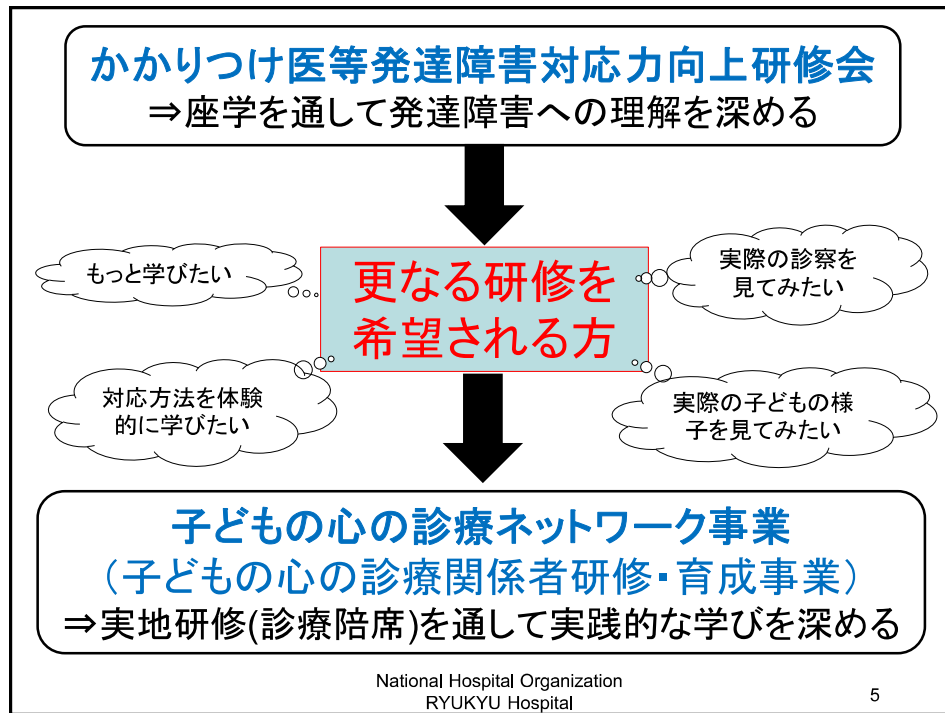 かかりつけ医等発達障害対応力向上研修会
⇒座学を通して発達障害への理解を深める
もっと学びたい
更なる研修を
希望される方
実際の診察を
見てみたい
対応方法を体験
的に学びたい
実際の子どもの様
子を見てみたい
子どもの心の診療ネットワーク事業
（子どもの心の診療関係者研修・育成事業）
⇒実地研修(診療陪席)を通して実践的な学びを深める
National Hospital Organization
RYUKYU Hospital
5